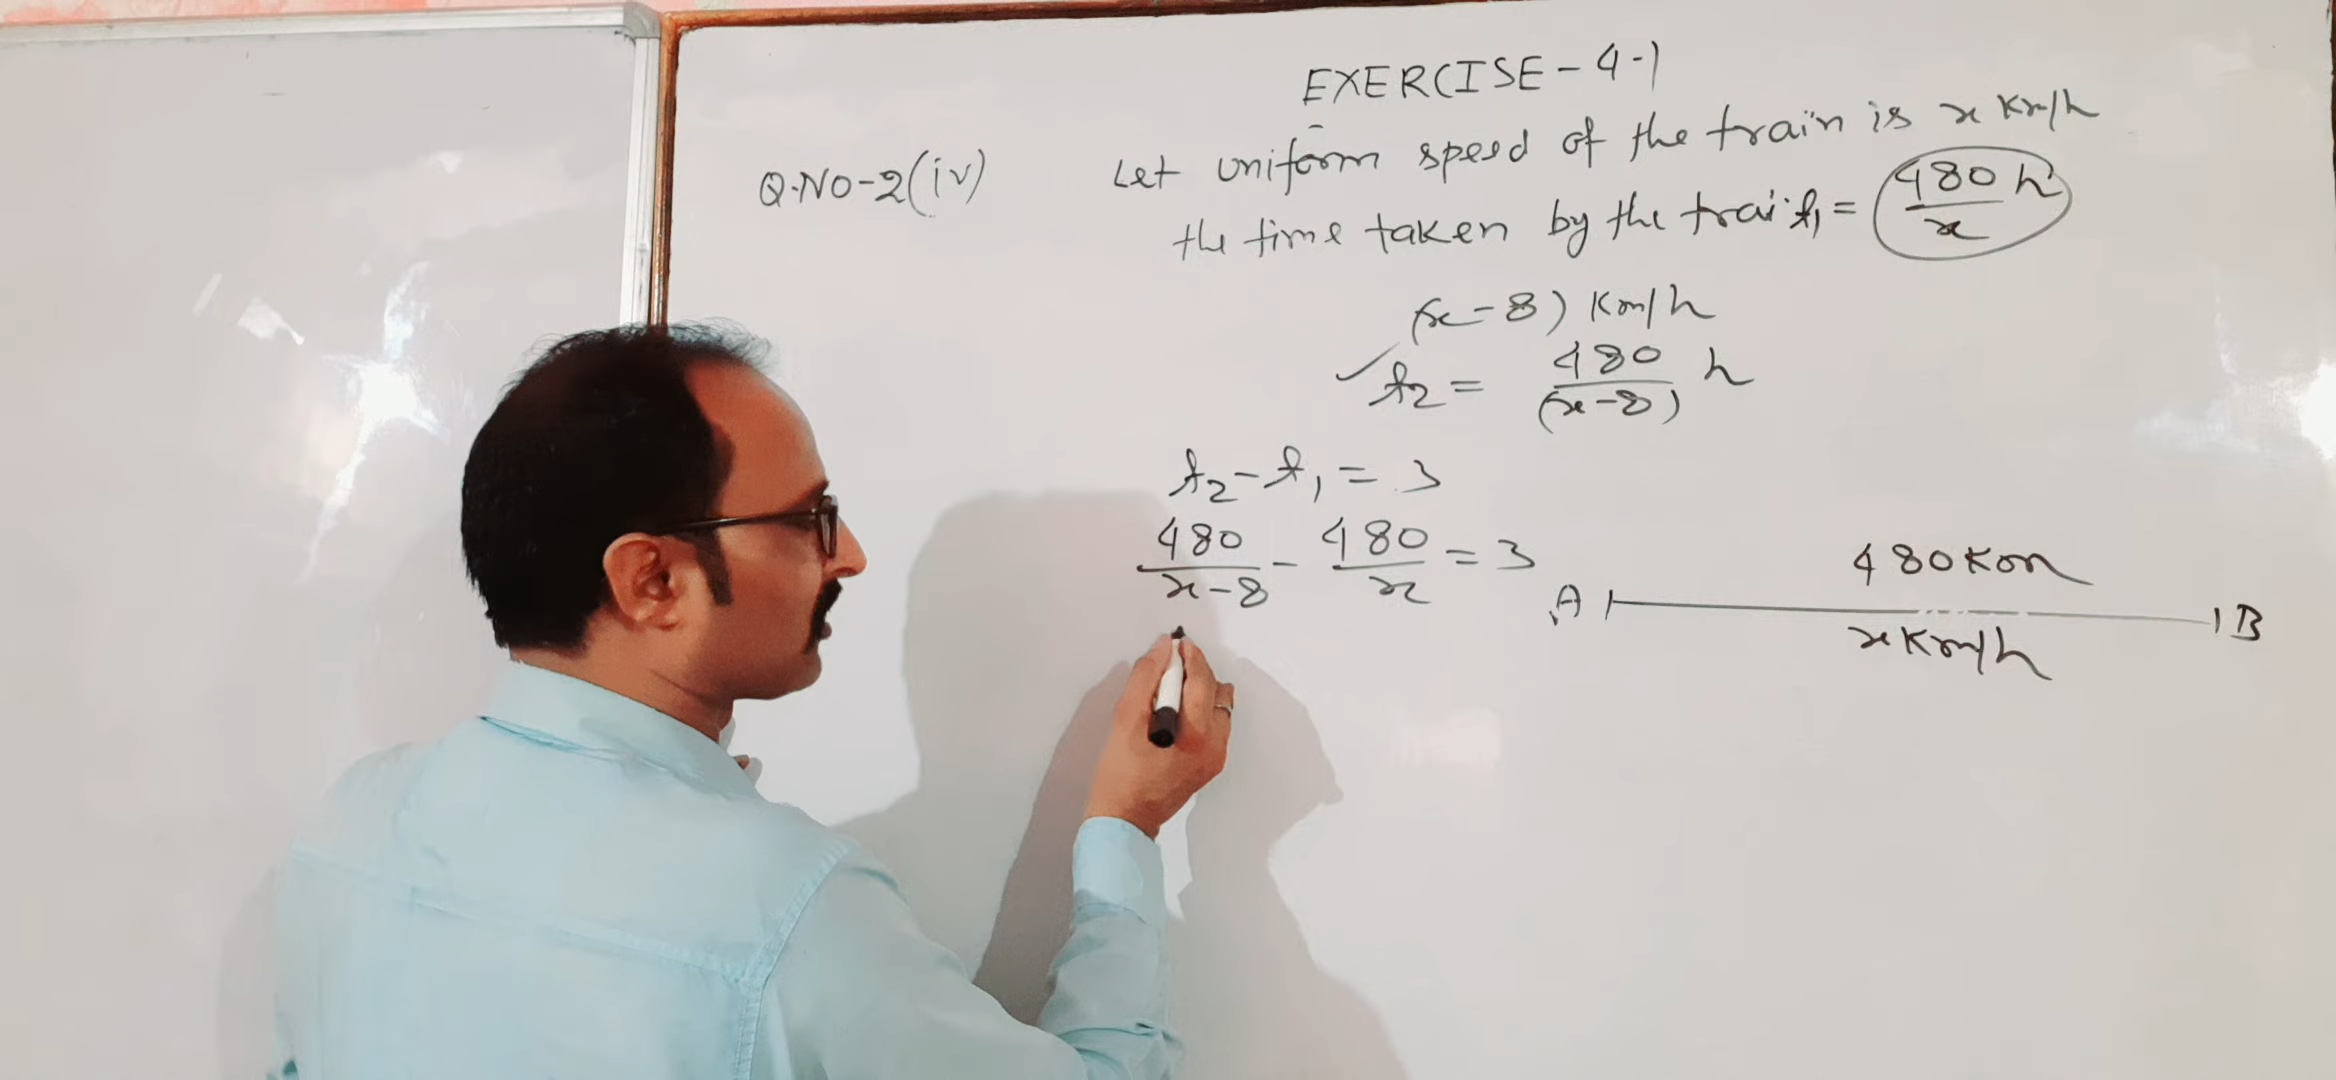 EXERCISE-4.1
Q.NO-2(iv)
Let uniform speed of the train is x Km/h
the time taken by the trai t₁ = 480/x h
(x-8) Km/h
t₂ = 480/(x-8) h
t₂ - t₁ = 3
480/x-8 - 480/x = 3
480 Km
A B
x Km/h